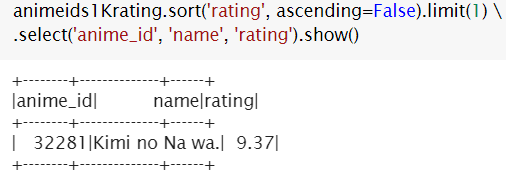 animeids1Krating.sort('rating', ascending=False).limit(1) \
.select('anime_id', 'name', 'rating').show()
+--------+--------------+------+
|anime_id|          name|rating|
+--------+--------------+------+
|   32281|Kimi no Na wa.|  9.37|
+--------+--------------+------+